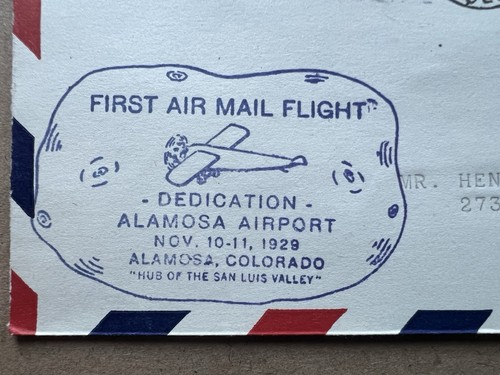 FIRST AIR MAIL FLIGHT
- DEDICATION -
ALAMOSA AIRPORT
NOV. 10-11, 1929
ALAMOSA, COLORADO
"HUB OF THE SAN LUIS VALLEY"
MR. HEN
273